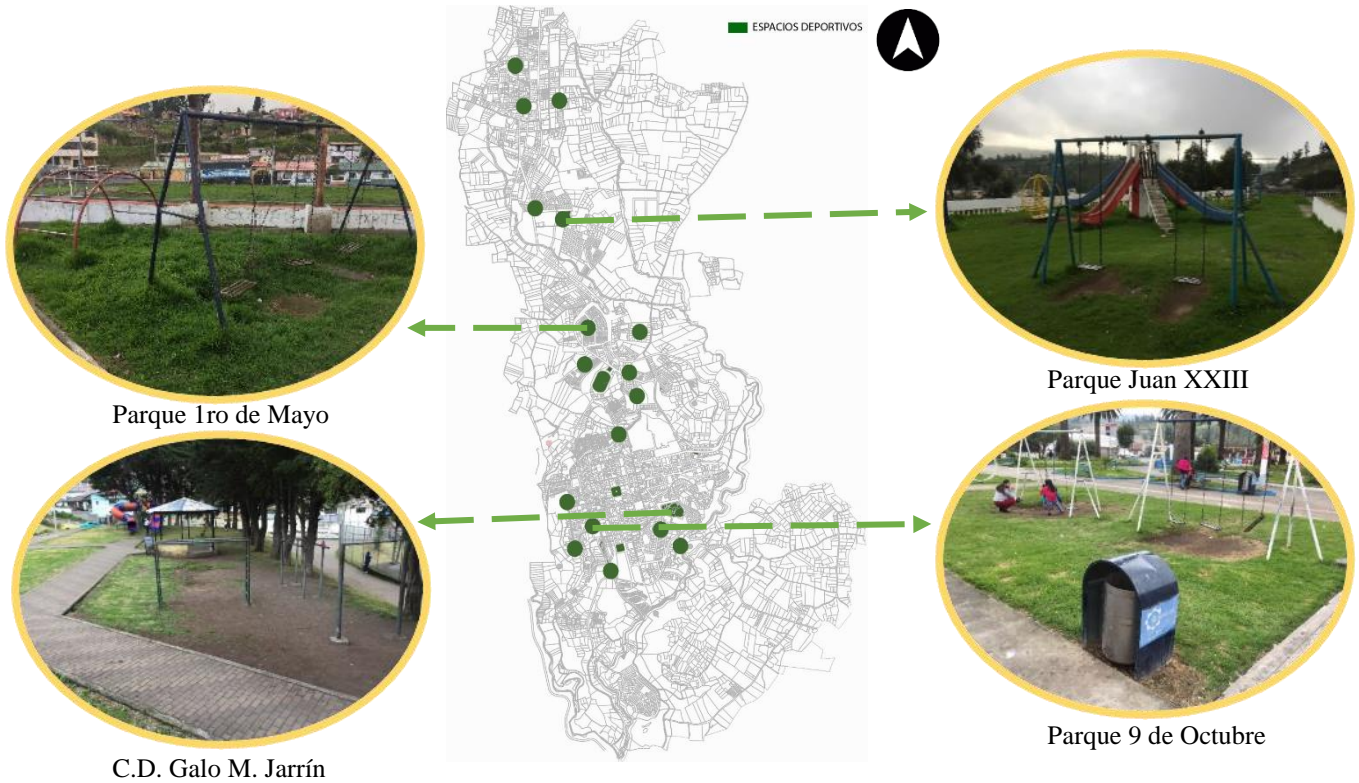 ESPACIOS DEPORTIVOS
Parque 1ro de Mayo
Parque Juan XXIII
C.D. Galo M. Jarrín
Parque 9 de Octubre